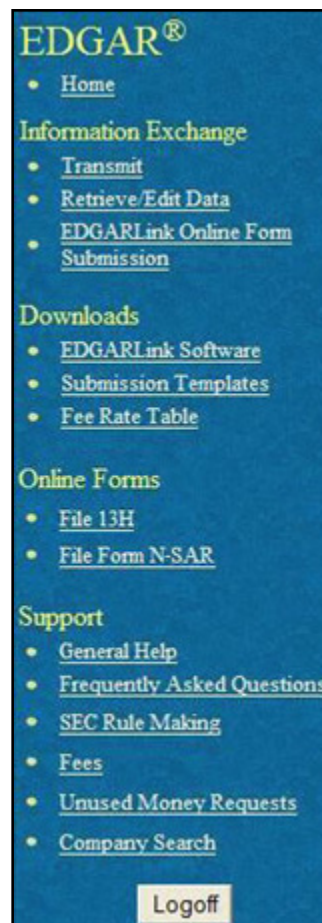 EDGAR®
Home
Information Exchange
Transmit
Retrieve/Edit Data
EDGARLink Online Form
Submission
Downloads
EDGARLink Software
Submission Templates
Fee Rate Table
Online Forms
File 13H
File Form N-SAR
Support
General Help
Frequently Asked Questions
SEC Rule Making
Fees
Unused Money Requests
Company Search
Logoff